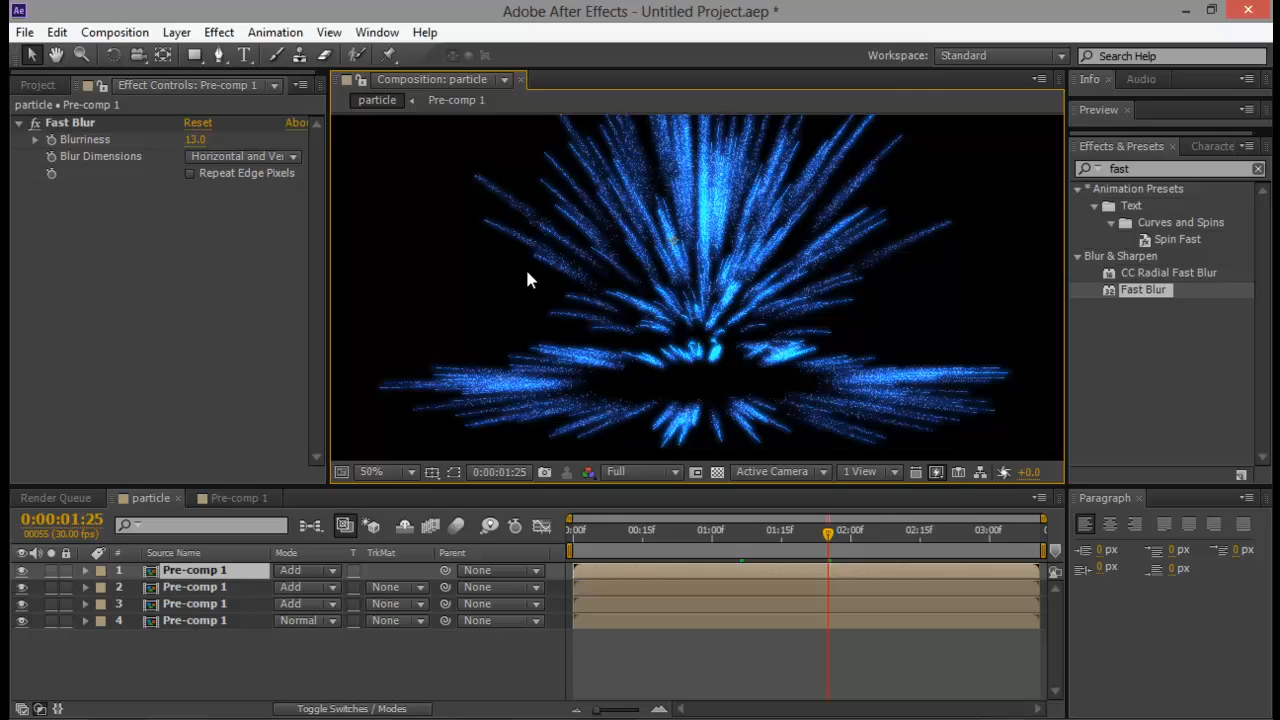 Ae
Adobe After Effects - Untitled Project.aep *
File Edit Composition Layer Effect Animation View Window Help
Workspace: Standard
Search Help
Project
Effect Controls: Pre-comp 1
particle • Pre-comp 1
fx Fast Blur Reset Abou
Blurriness 13.0
Blur Dimensions Horizontal and Ver
Repeat Edge Pixels
Composition: particle
particle Pre-comp 1
50% 0:00:01:25 Full Active Camera 1 View +0.0
Info Audio
Preview
Effects & Presets Characte
fast
* Animation Presets
Text
Curves and Spins
Spin Fast
Blur & Sharpen
CC Radial Fast Blur
Fast Blur
Render Queue particle Pre-comp 1
0:00:01:25
00055 (30.00 fps)
:00f 00:15f 01:00f 01:15f 02:00f 02:15f 03:00f
# Source Name Mode T TrkMat Parent
1 Pre-comp 1 Add None
2 Pre-comp 1 Add None None
3 Pre-comp 1 Add None None
4 Pre-comp 1 Normal None None
Toggle Switches / Modes
Paragraph
0 px 0 px 0 px
0 px 0 px